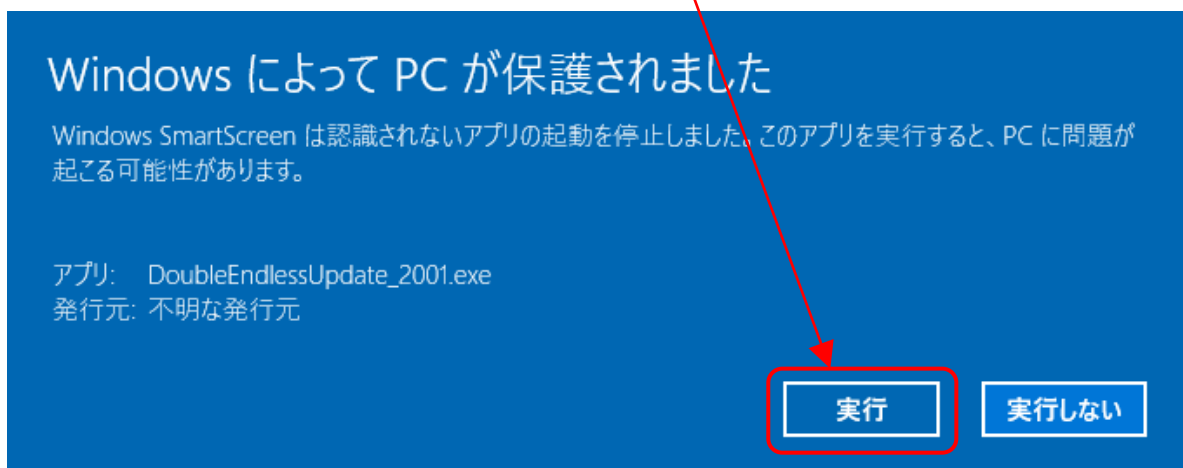 Windows によって PC が保護されました
Windows SmartScreen は認識されないアプリの起動を停止しました。このアプリを実行すると、PC に問題が
起こる可能性があります。
アプリ: DoubleEndlessUpdate_2001.exe
発行元: 不明な発行元
実行 実行しない